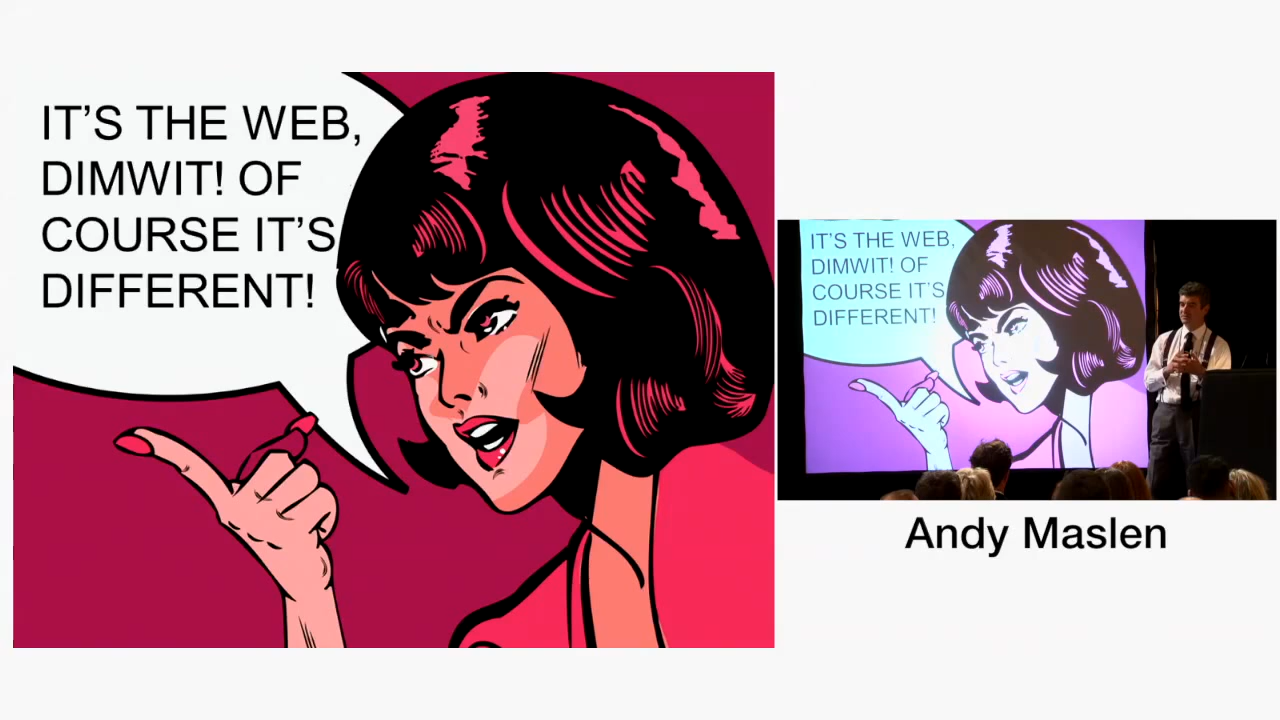 IT'S THE WEB,
DIMWIT! OF
COURSE IT'S
DIFFERENT!
IT'S THE WEB,
DIMWIT! OF
COURSE IT'S
DIFFERENT!
Andy Maslen